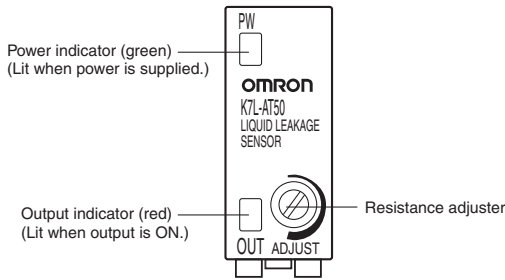 PW
Power indicator (green)
(Lit when power is supplied.)
OMRON
K7L-AT50
LIQUID LEAKAGE
SENSOR
Output indicator (red)
(Lit when output is ON.)
Resistance adjuster
OUT ADJUST